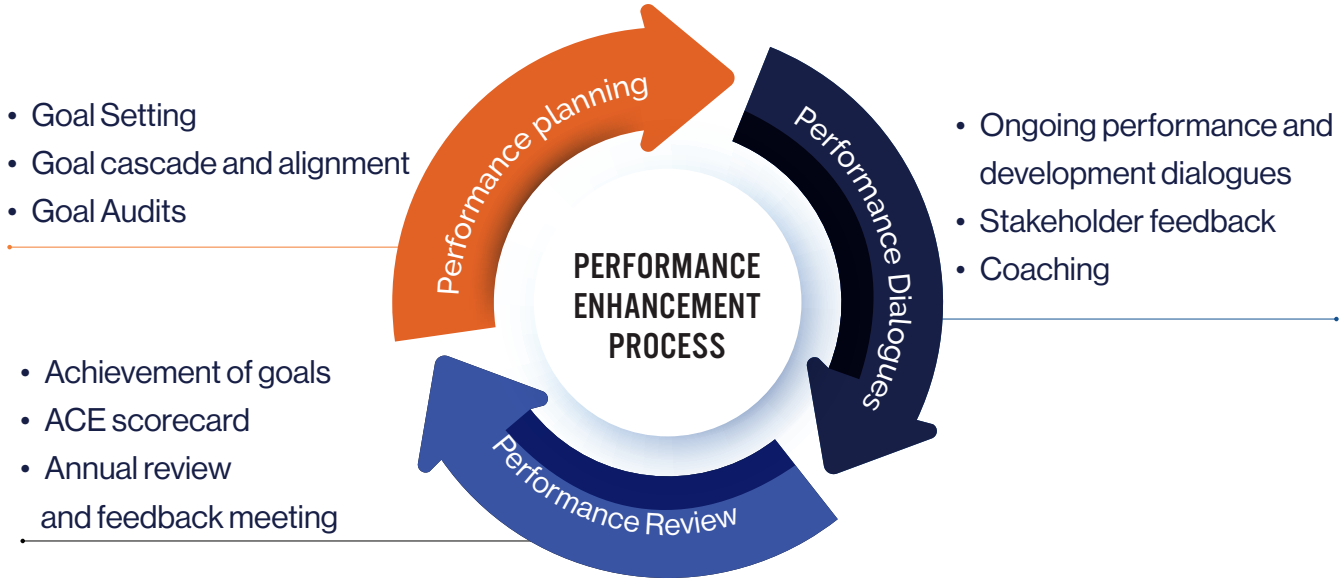 Performance planning
• Goal Setting
• Goal cascade and alignment
• Goal Audits
Performance Dialogues
• Ongoing performance and
development dialogues
• Stakeholder feedback
• Coaching
PERFORMANCE
ENHANCEMENT
PROCESS
Performance Review
• Achievement of goals
• ACE scorecard
• Annual review
and feedback meeting